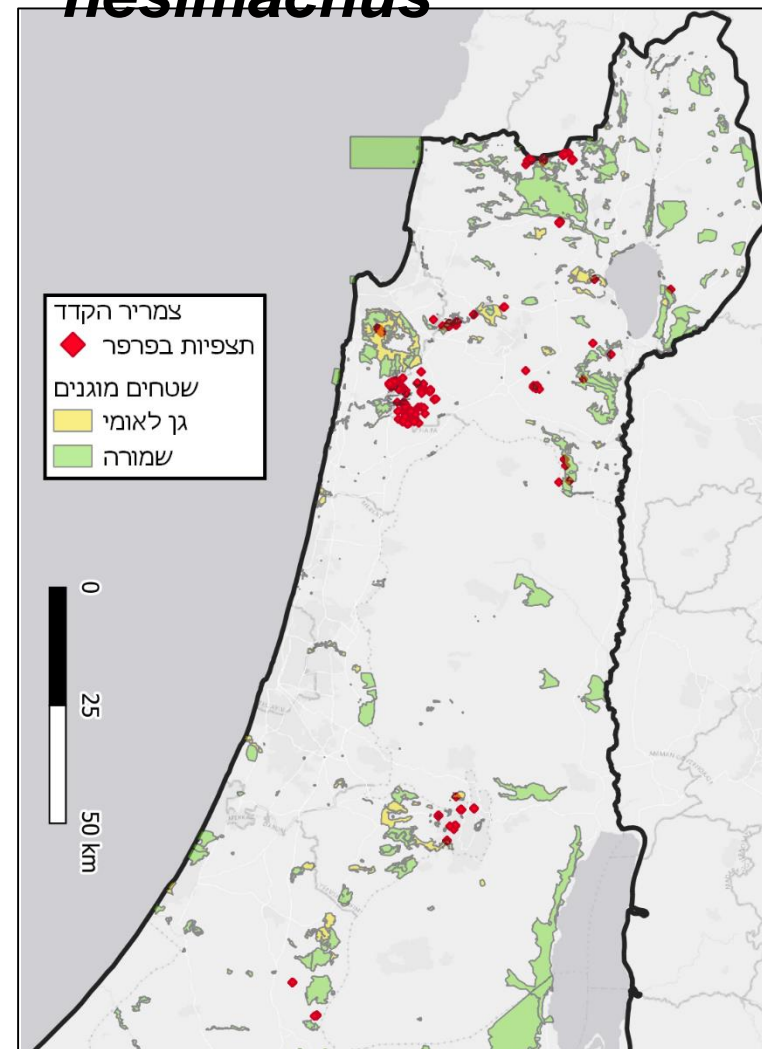 nesimachus
צמריר הקדד
תצפיות בפרפר
שטחים מוגנים
גן לאומי
שמורה
0
25
50 km